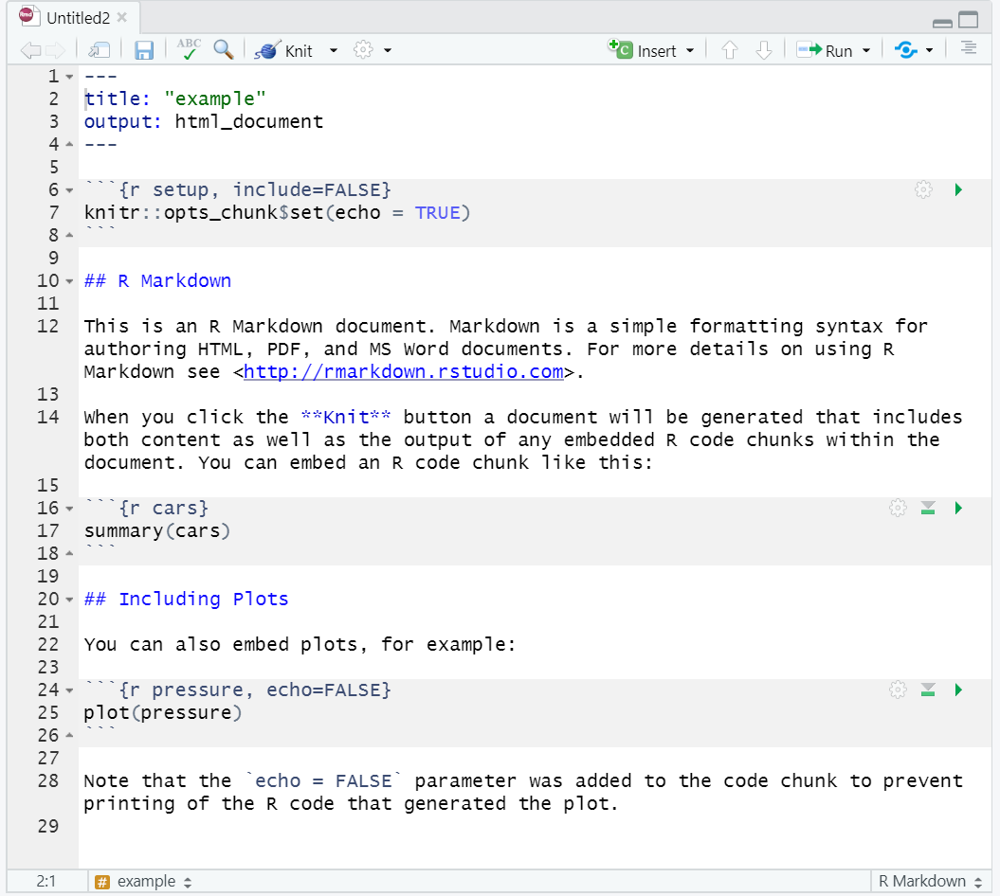 Untitled2
ABC
Knit
Insert
Run
1 ---
2 title: "example"
3 output: html_document
4 ---
5
6 ```{r setup, include=FALSE}
7 knitr::opts_chunk$set(echo = TRUE)
8 ```
9
10 ## R Markdown
11
12 This is an R Markdown document. Markdown is a simple formatting syntax for
authoring HTML, PDF, and MS Word documents. For more details on using R
Markdown see <http://rmarkdown.rstudio.com>.
13
14 When you click the **Knit** button a document will be generated that includes
both content as well as the output of any embedded R code chunks within the
document. You can embed an R code chunk like this:
15
16 ```{r cars}
17 summary(cars)
18 ```
19
20 ## Including Plots
21
22 You can also embed plots, for example:
23
24 ```{r pressure, echo=FALSE}
25 plot(pressure)
26 ```
27
28 Note that the `echo = FALSE` parameter was added to the code chunk to prevent
printing of the R code that generated the plot.
29
2:1 # example R Markdown